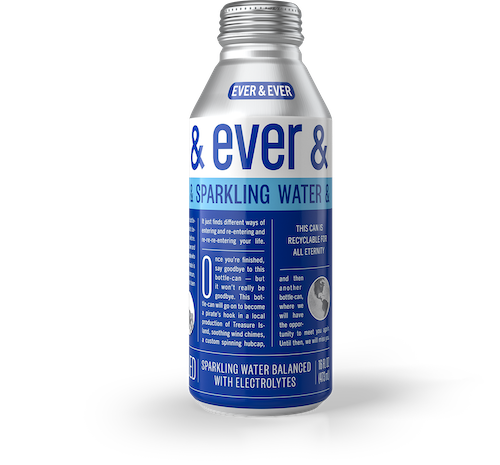 EVER & EVER
& ever &
& SPARKLING WATER &
It just finds different ways of
entering and re-entering and
re-re-re-entering your life.
Once you're finished,
say goodbye to this
bottle-can — but
it won't really be
goodbye. This bot-
tle-can will go on to become
a pirate's hook in a local
production of Treasure Is-
land, soothing wind chimes,
a custom spinning hubcap,
THIS CAN IS
RECYCLABLE FOR
ALL ETERNITY
and then
another
bottle-can,
where we
will have
the oppor-
tunity to meet you again.
Until then, we will miss you.
SPARKLING WATER BALANCED
WITH ELECTROLYTES
16 FL OZ